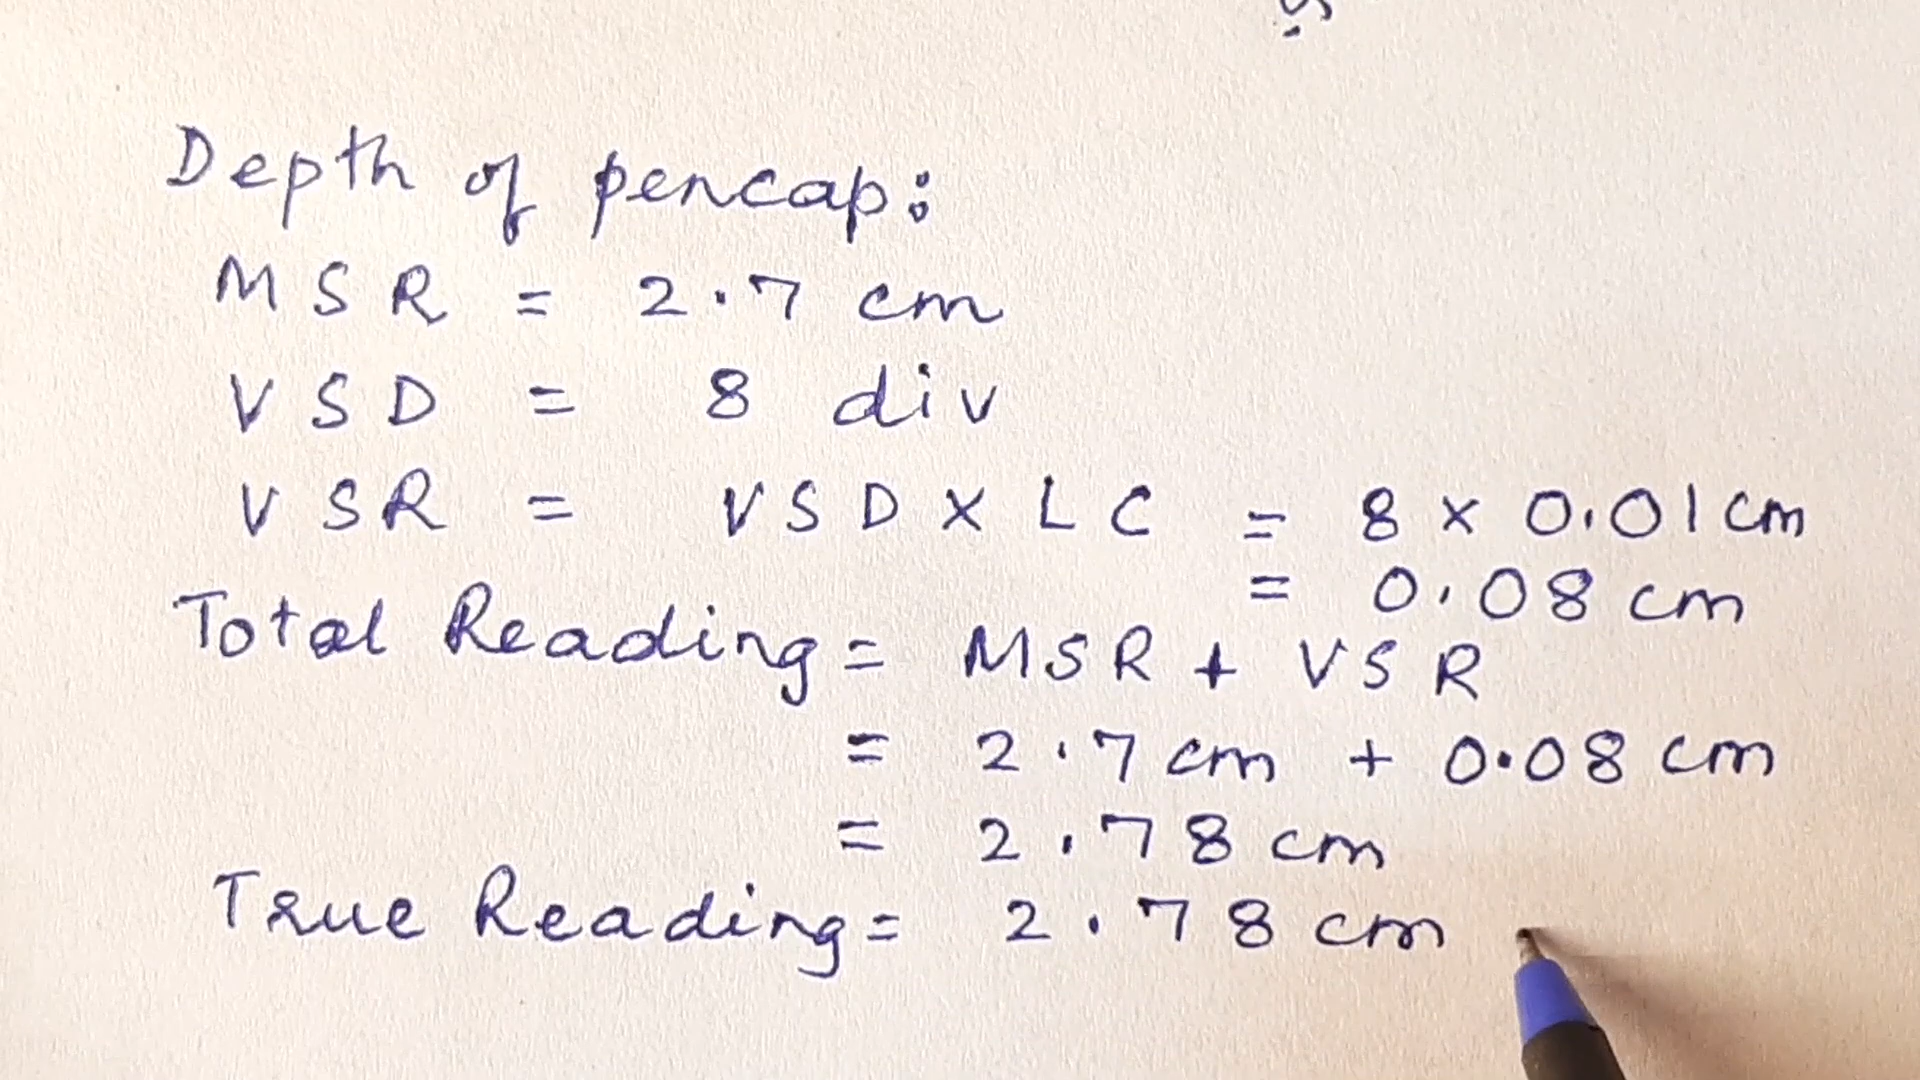 Depth of pencap:
MSR = 2.7 cm
VSD = 8 div
VSR = VSD X LC = 8 x 0.01 cm
= 0.08 cm
Total Reading = MSR + VSR
= 2.7 cm + 0.08 cm
= 2.78 cm
True Reading = 2.78 cm